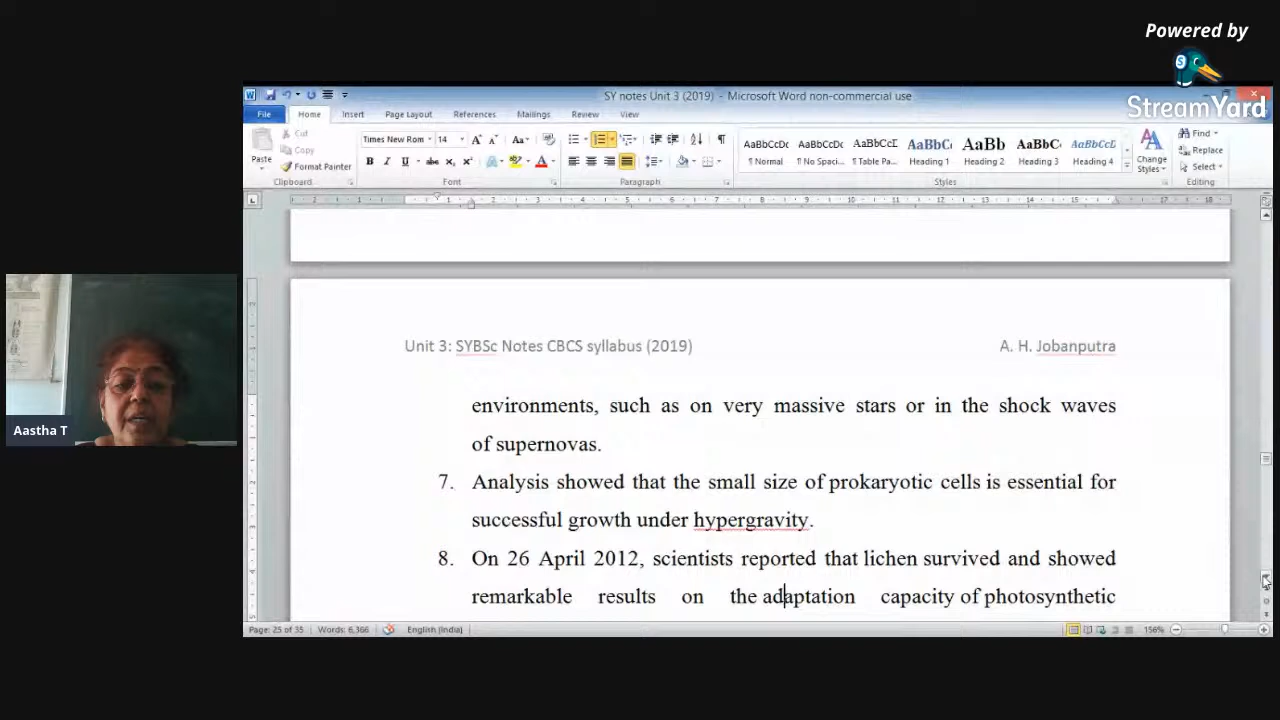 Powered by
S
StreamYard
SY notes Unit 3 (2019) - Microsoft Word non-commercial use
File Home Insert Page Layout References Mailings Review View
Cut
Copy
Format Painter
Paste
Clipboard
Times New Rom 14
Font
Paragraph
AaBbCcDc AaBbCcDc AaBbCcDc AaBbC AaBb AaBbC AaBbCcL
¶ Normal ¶ No Spaci... ¶ Table Pa... Heading 1 Heading 2 Heading 3 Heading 4
Styles
Change
Styles
Find
Replace
Select
Editing
Unit 3: SYBSc Notes CBCS syllabus (2019) A. H. Jobanputra
environments, such as on very massive stars or in the shock waves
of supernovas.
7. Analysis showed that the small size of prokaryotic cells is essential for
successful growth under hypergravity.
8. On 26 April 2012, scientists reported that lichen survived and showed
remarkable results on the adaptation capacity of photosynthetic
Page: 25 of 35 Words: 6,366 English (India) 156%
Aastha T